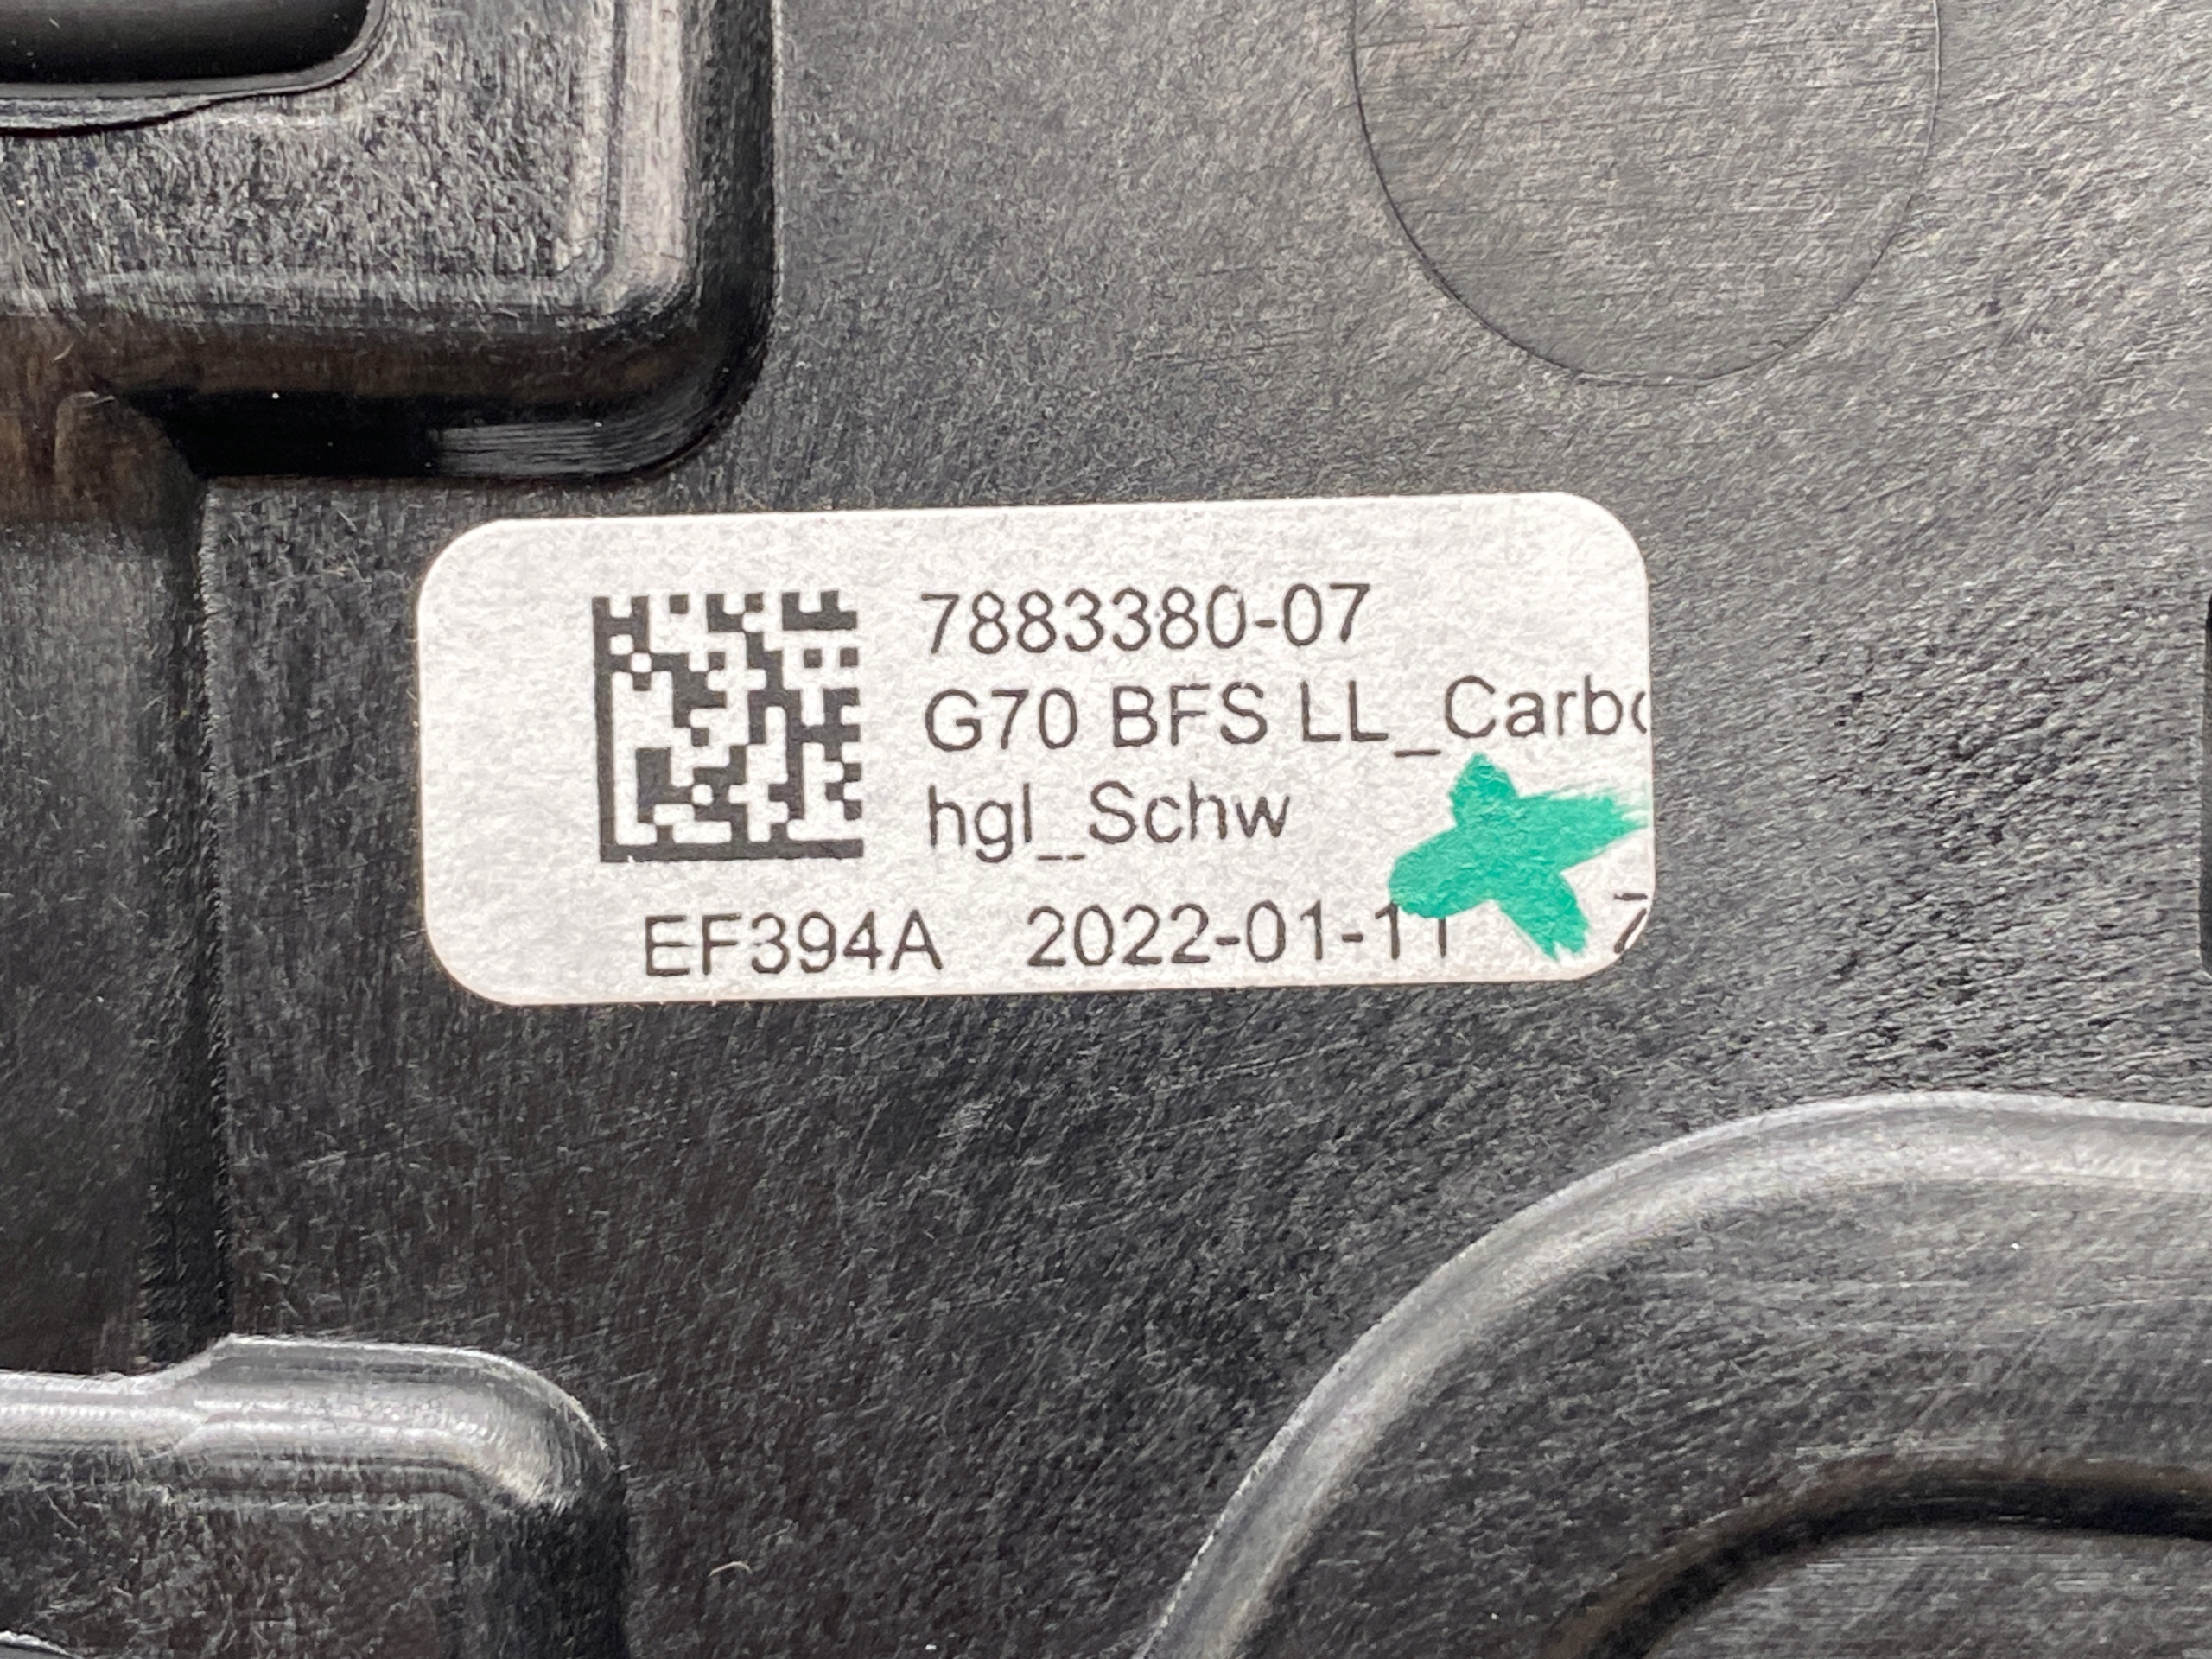 7883380-07
G70 BFS LL_Carbo
hgl_Schw
EF394A 2022-01-11